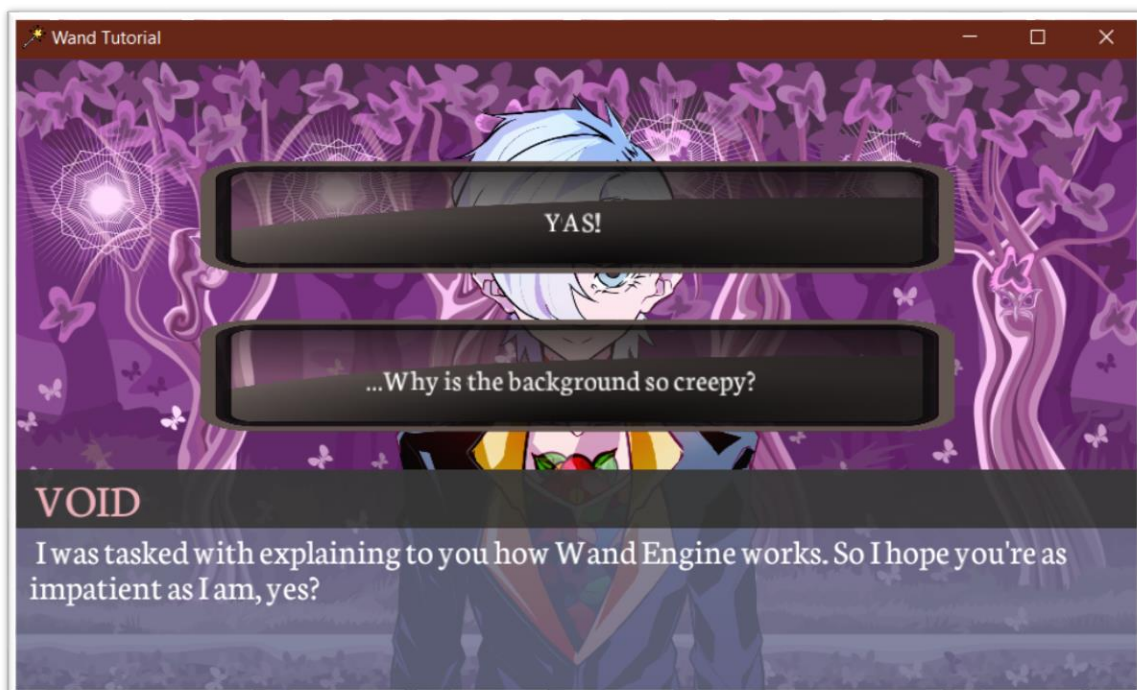 Wand Tutorial
YAS!
...Why is the background so creepy?
VOID
I was tasked with explaining to you how Wand Engine works. So I hope you're as
impatient as I am, yes?